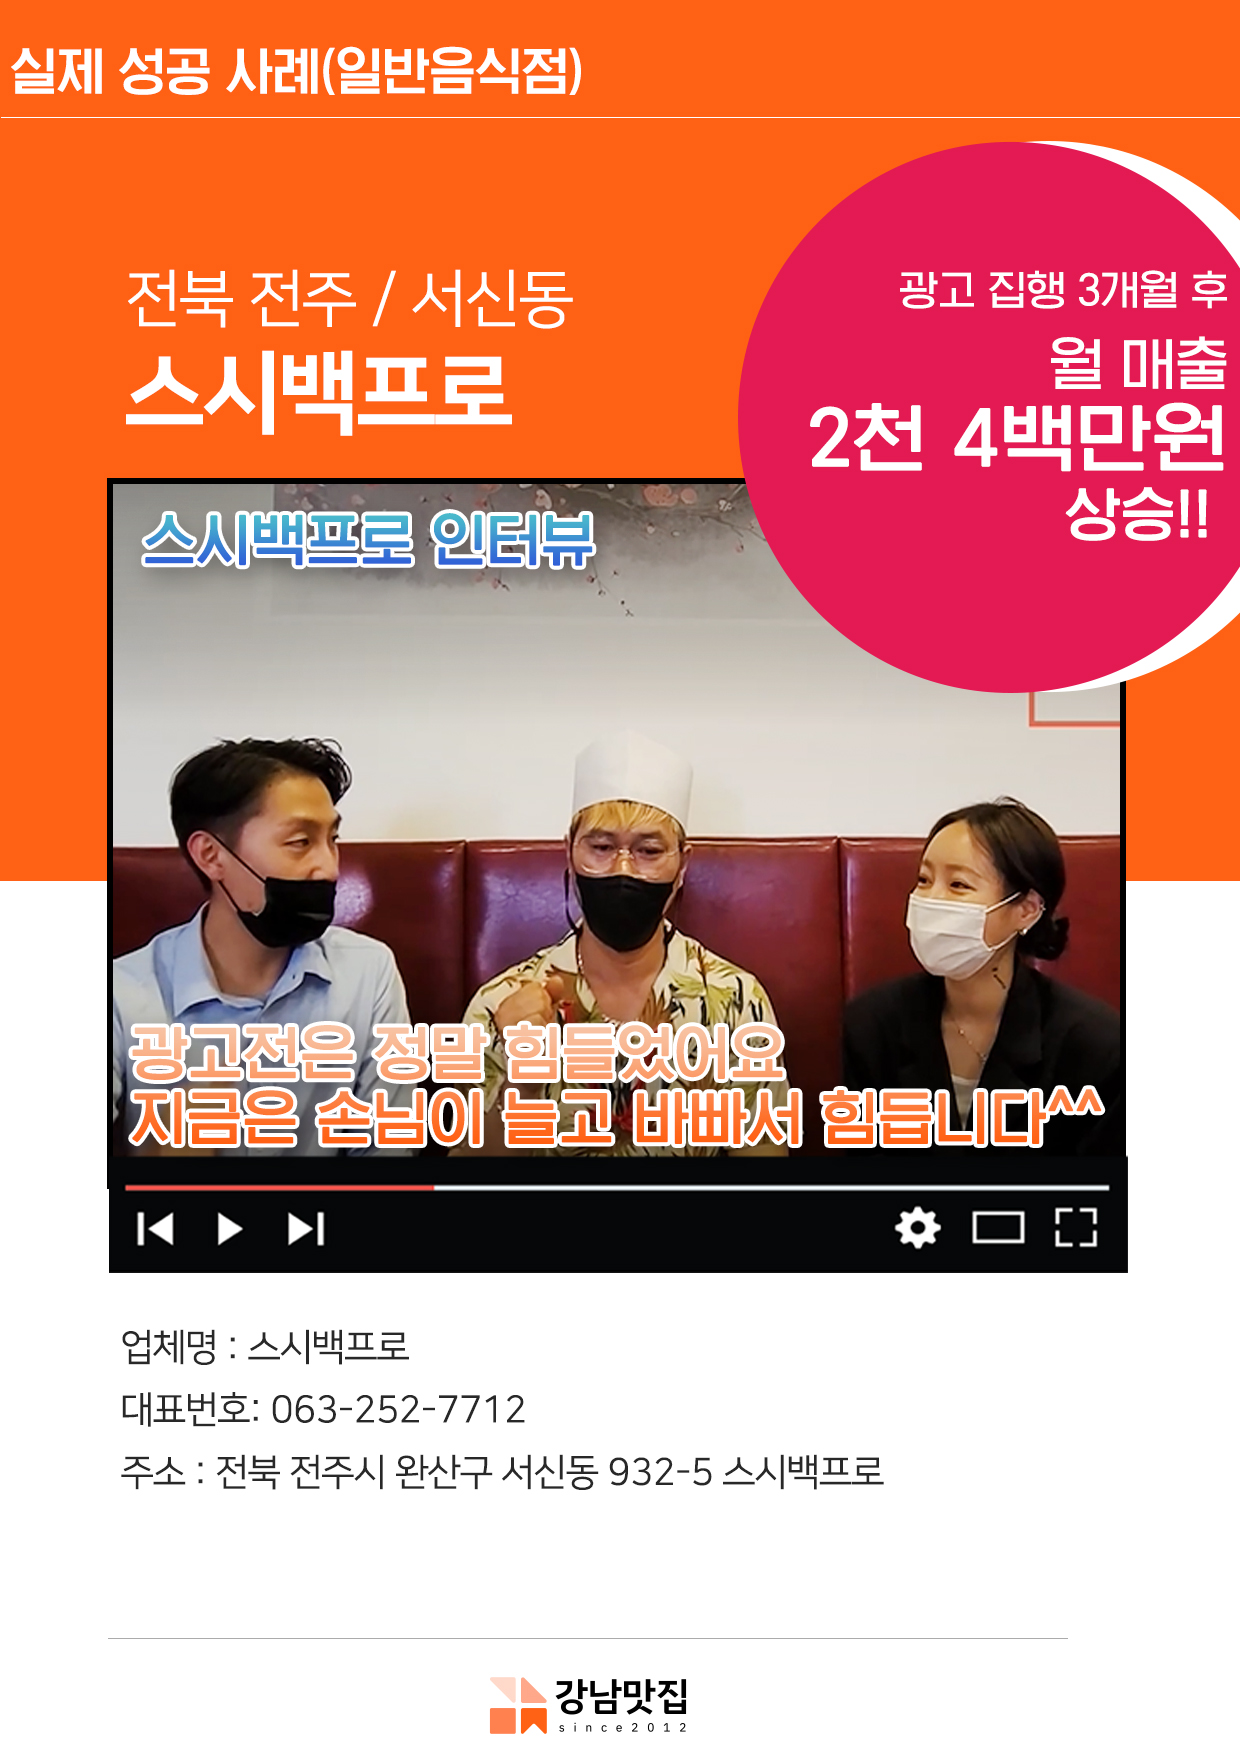 실제 성공 사례(일반음식점)
전북 전주 / 서신동
스시백프로
광고 집행 3개월 후
월 매출
2천 4백만원
상승!!
스시백프로 인터뷰
광고전은 정말 힘들었어요
지금은 손님이 늘고 바빠서 힘듭니다^^
업체명 : 스시백프로
대표번호: 063-252-7712
주소 : 전북 전주시 완산구 서신동 932-5 스시백프로
강남맛집
since2012